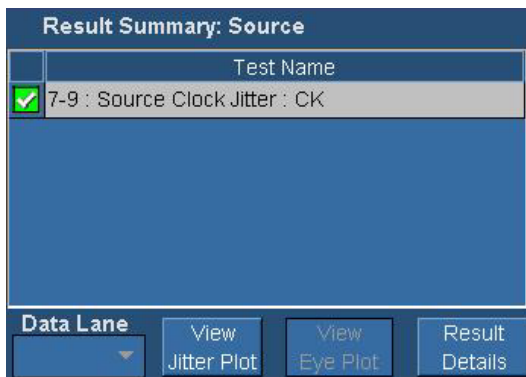 Result Summary: Source
Test Name
7-9 : Source Clock Jitter : CK
Data Lane
View Jitter Plot
View Eye Plot
Result Details